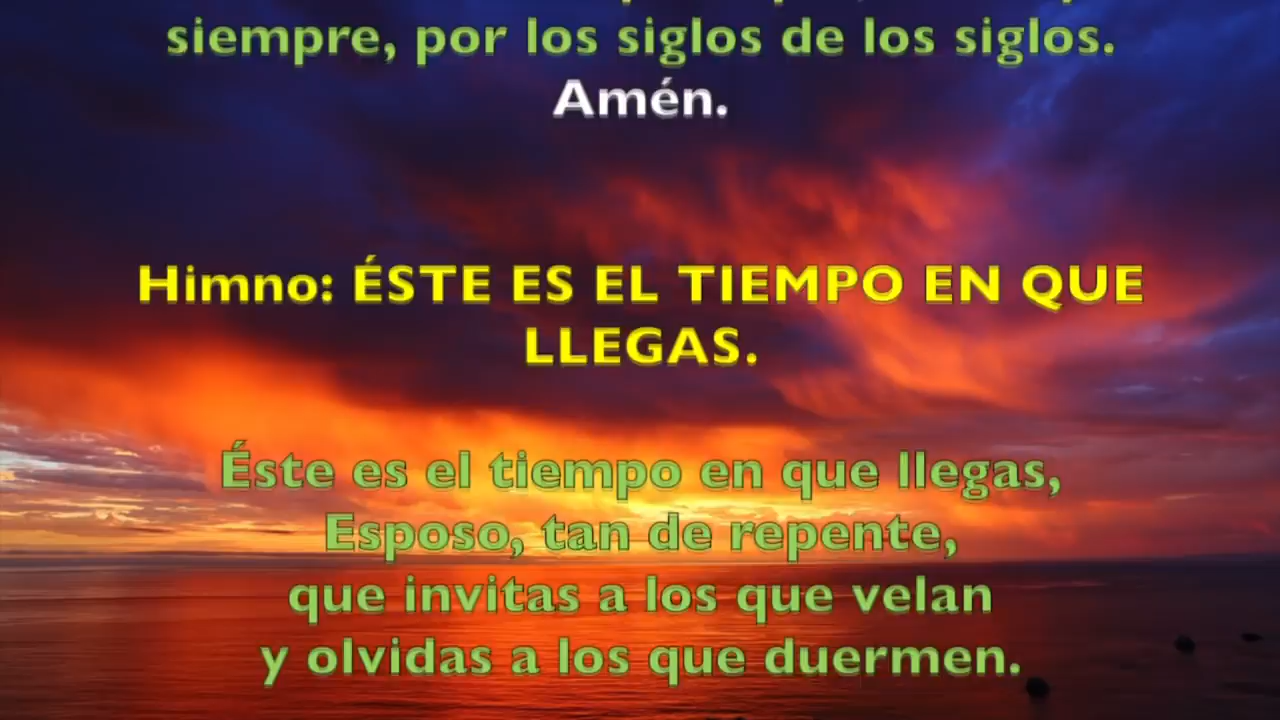 siempre, por los siglos de los siglos.
Amén.
Himno: ÉSTE ES EL TIEMPO EN QUE
LLEGAS.
Éste es el tiempo en que llegas,
Esposo, tan de repente,
que invitas a los que velan
y olvidas a los que duermen.